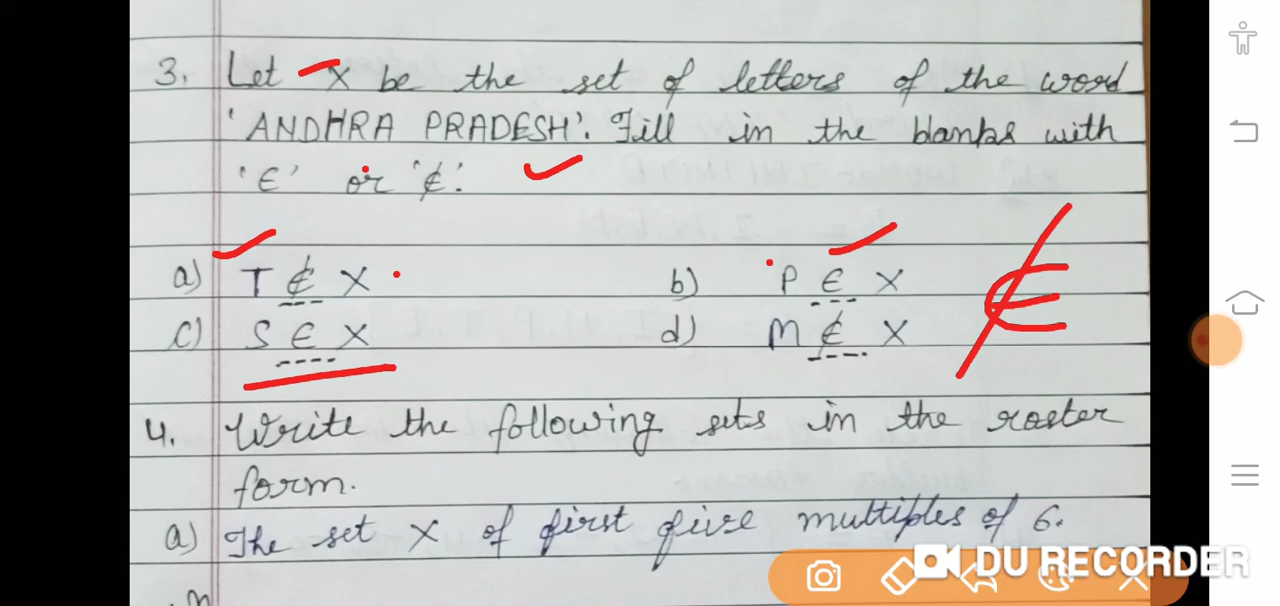 3. Let X be the set of letters of the word
'ANDHRA PRADESH'. Fill in the blanks with
'∈' or '∉'.
a) T ∉ X b) P ∈ X
∉
c) S ∈ X d) M ∉ X
4. Write the following sets in the roster
form.
a) The set X of first five multiples of 6.
DU RECORDER